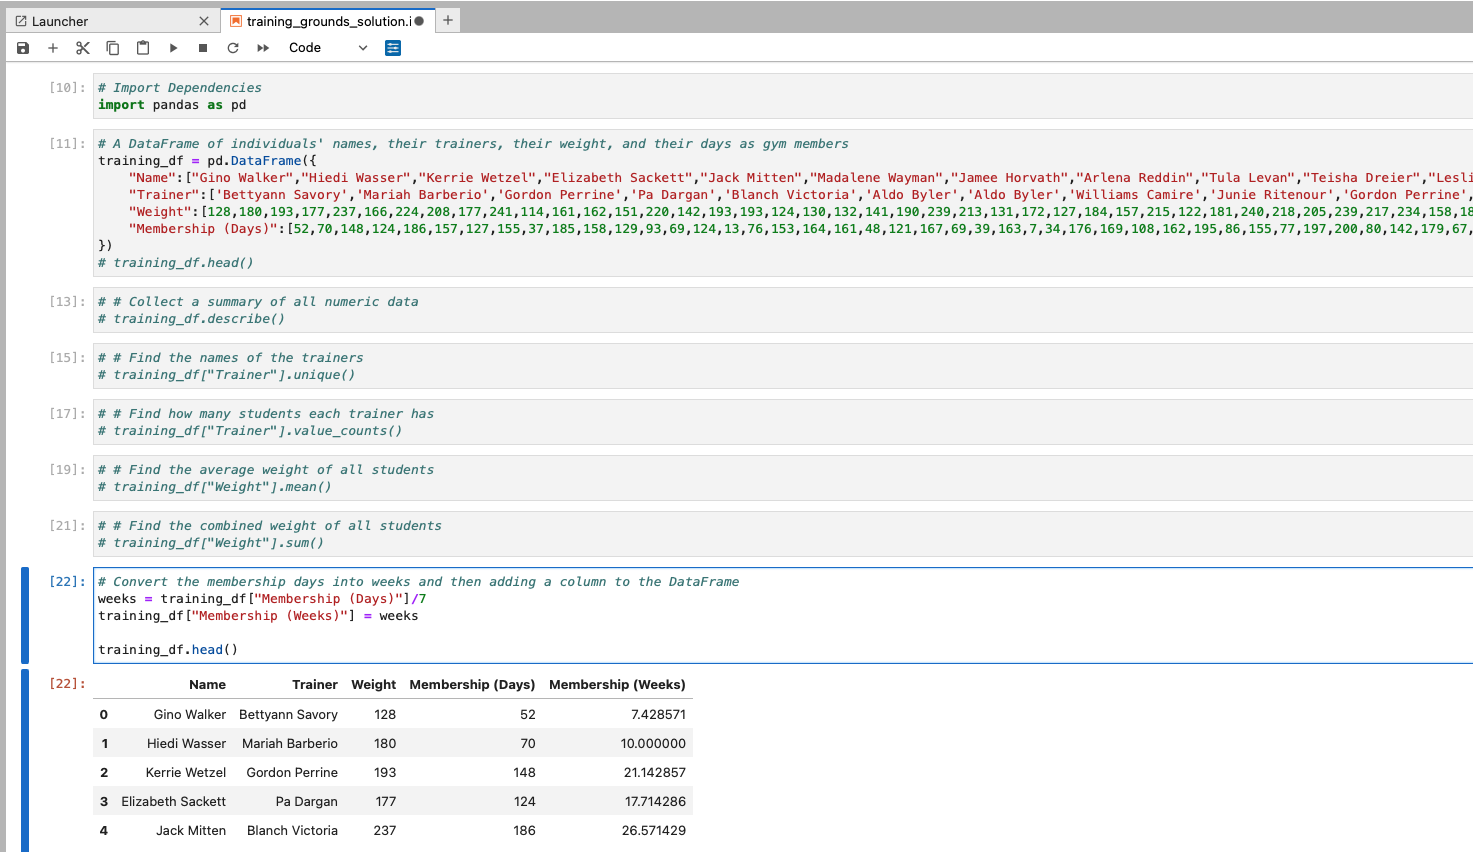 Launcher
training_grounds_solution.i
Code
[10]:
# Import Dependencies
import pandas as pd
[11]:
# A DataFrame of individuals' names, their trainers, their weight, and their days as gym members
training_df = pd.DataFrame({
"Name":["Gino Walker","Hiedi Wasser","Kerrie Wetzel","Elizabeth Sackett","Jack Mitten","Madalene Wayman","Jamee Horvath","Arlena Reddin","Tula Levan","Teisha Dreier","Lesli
"Trainer":['Bettyann Savory','Mariah Barberio','Gordon Perrine','Pa Dargan','Blanch Victoria','Aldo Byler','Aldo Byler','Williams Camire','Junie Ritenour','Gordon Perrine',
"Weight":[128,180,193,177,237,166,224,208,177,241,114,161,162,151,220,142,193,193,124,130,132,141,190,239,213,131,172,127,184,157,215,122,181,240,218,205,239,217,234,158,18
"Membership (Days)":[52,70,148,124,186,157,127,155,37,185,158,129,93,69,124,13,76,153,164,161,48,121,167,69,39,163,7,34,176,169,108,162,195,86,155,77,197,200,80,142,179,67,
})
# training_df.head()
[13]:
# # Collect a summary of all numeric data
# training_df.describe()
[15]:
# # Find the names of the trainers
# training_df["Trainer"].unique()
[17]:
# # Find how many students each trainer has
# training_df["Trainer"].value_counts()
[19]:
# # Find the average weight of all students
# training_df["Weight"].mean()
[21]:
# # Find the combined weight of all students
# training_df["Weight"].sum()
[22]:
# Convert the membership days into weeks and then adding a column to the DataFrame
weeks = training_df["Membership (Days)"]/7
training_df["Membership (Weeks)"] = weeks
training_df.head()
[22]:
Name Trainer Weight Membership (Days) Membership (Weeks)
0 Gino Walker Bettyann Savory 128 52 7.428571
1 Hiedi Wasser Mariah Barberio 180 70 10.000000
2 Kerrie Wetzel Gordon Perrine 193 148 21.142857
3 Elizabeth Sackett Pa Dargan 177 124 17.714286
4 Jack Mitten Blanch Victoria 237 186 26.571429